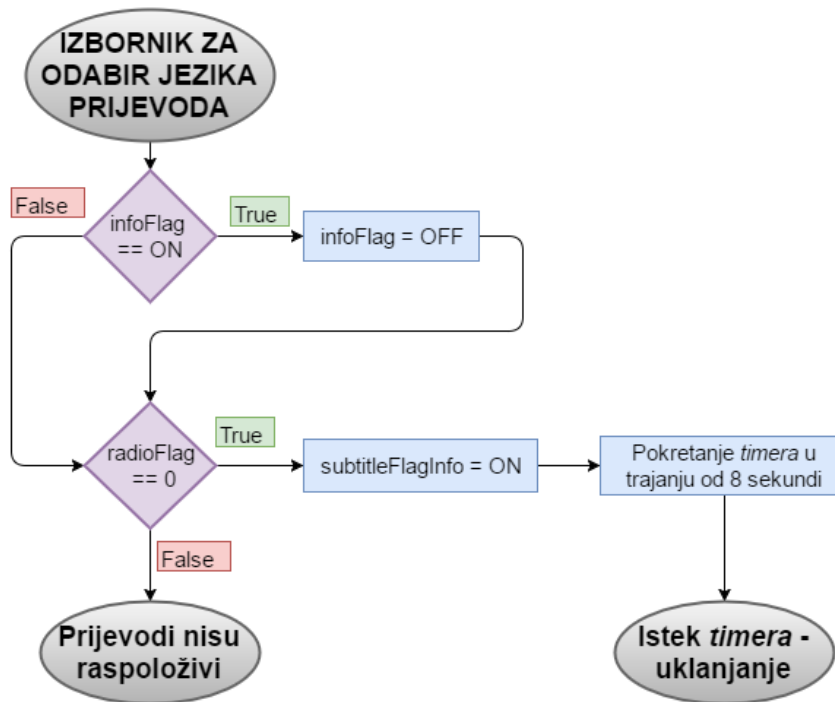 IZBORNIK ZA
ODABIR JEZIKA
PRIJEVODA
False
infoFlag
== ON
True
infoFlag = OFF
radioFlag
== 0
True
subtitleFlagInfo = ON
Pokretanje timera u
trajanju od 8 sekundi
False
Prijevodi nisu
raspoloživi
Istek timera -
uklanjanje